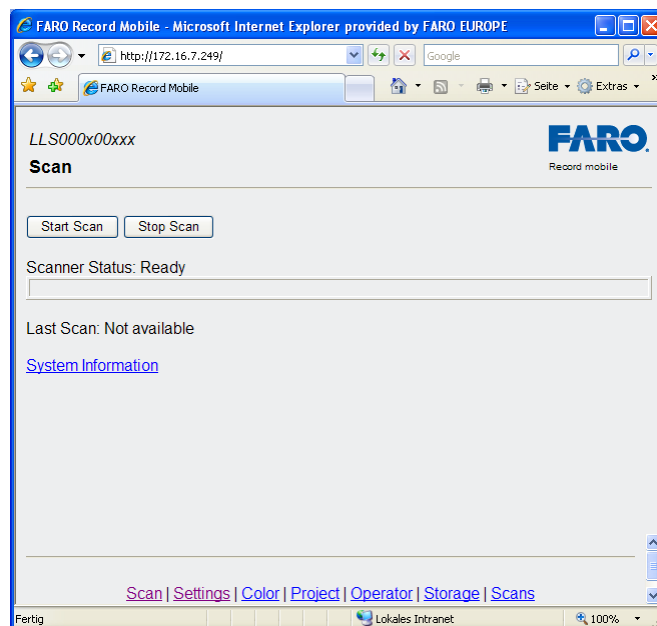 FARO Record Mobile - Microsoft Internet Explorer provided by FARO EUROPE
http://172.16.7.249/
Google
FARO Record Mobile
Seite
Extras
LLS000x00xxx
FARO
Scan
Record mobile
Start Scan Stop Scan
Scanner Status: Ready
Last Scan: Not available
System Information
Scan | Settings | Color | Project | Operator | Storage | Scans
Fertig
Lokales Intranet
100%